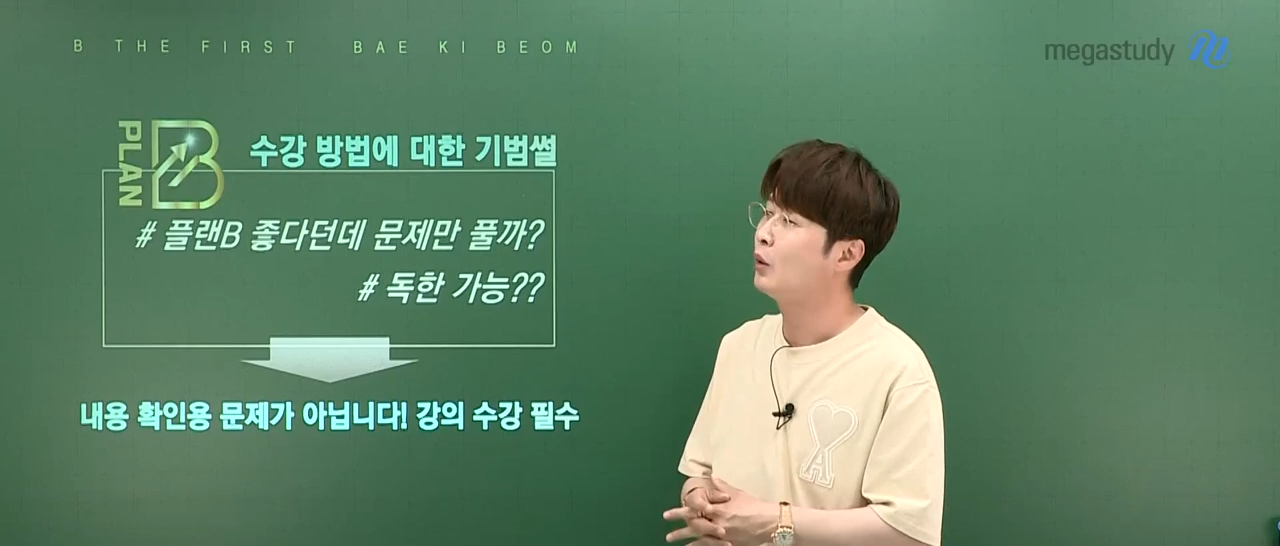 B THE FIRST BAE KI BEOM
megastudy
PLAN B
수강 방법에 대한 기범썰
# 플랜B 좋다던데 문제만 풀까?
# 독한 가능??
내용 확인용 문제가 아닙니다! 강의 수강 필수
A